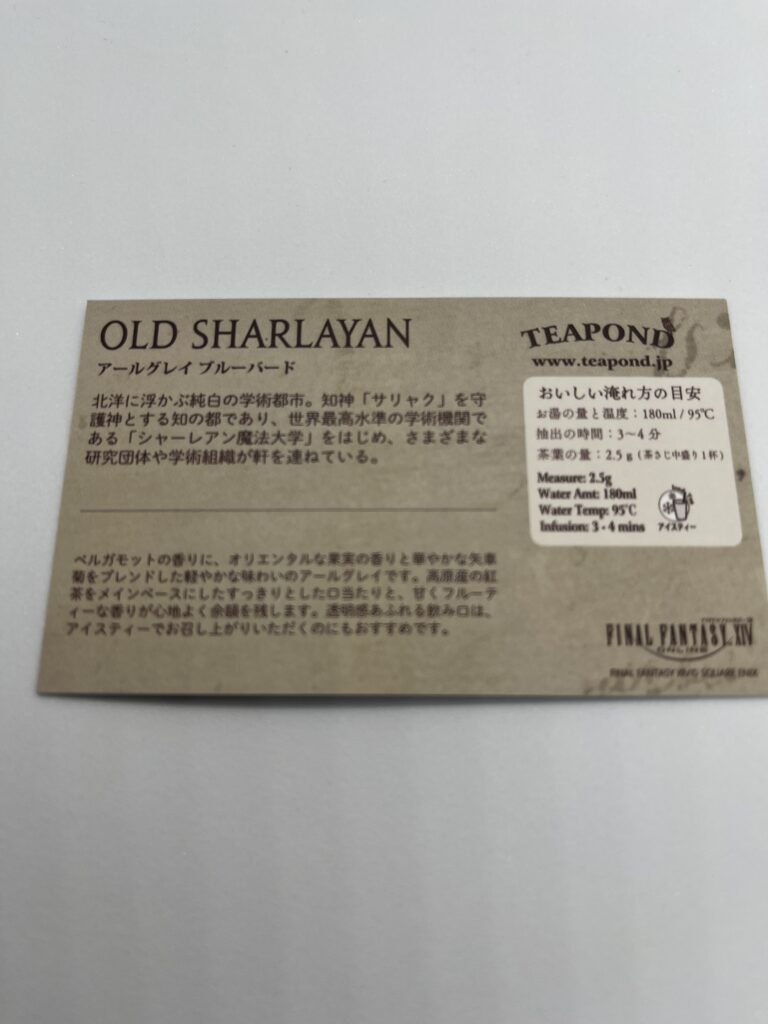 OLD SHARLAYAN
アールグレイ ブルーバード
北洋に浮かぶ純白の学術都市。知神「サリャク」を守
護神とする知の都であり、世界最高水準の学術機関で
ある「シャーレアン魔法大学」をはじめ、さまざまな
研究団体や学術組織が軒を連ねている。
ベルガモットの香りに、オリエンタルな果実の香りと華やかな矢車
菊をブレンドした軽やかな味わいのアールグレイです。高原産の紅
茶をメインベースにしたすっきりとした口当たりと、甘くフルーテ
ィーな香りが心地よく余韻を残します。透明感あふれる飲み口は、
アイスティーでお召し上がりいただくのにもおすすめです。
TEAPOND
www.teapond.jp
おいしい淹れ方の目安
お湯の量と温度：180ml / 95℃
抽出の時間：3〜4 分
茶葉の量：2.5 g（茶さじ中盛り1杯）
Measure: 2.5g
Water Amt: 180ml
Water Temp: 95℃
Infusion: 3 - 4 mins
アイスティー
FINAL FANTASY XIV
ONLINE
FINAL FANTASY XIV © SQUARE ENIX